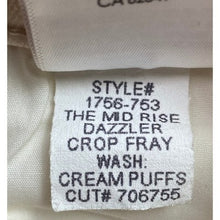 STYLE#
1756-753
THE MID RISE
DAZZLER
CROP FRAY
WASH:
CREAM PUFFS
CUT# 706755